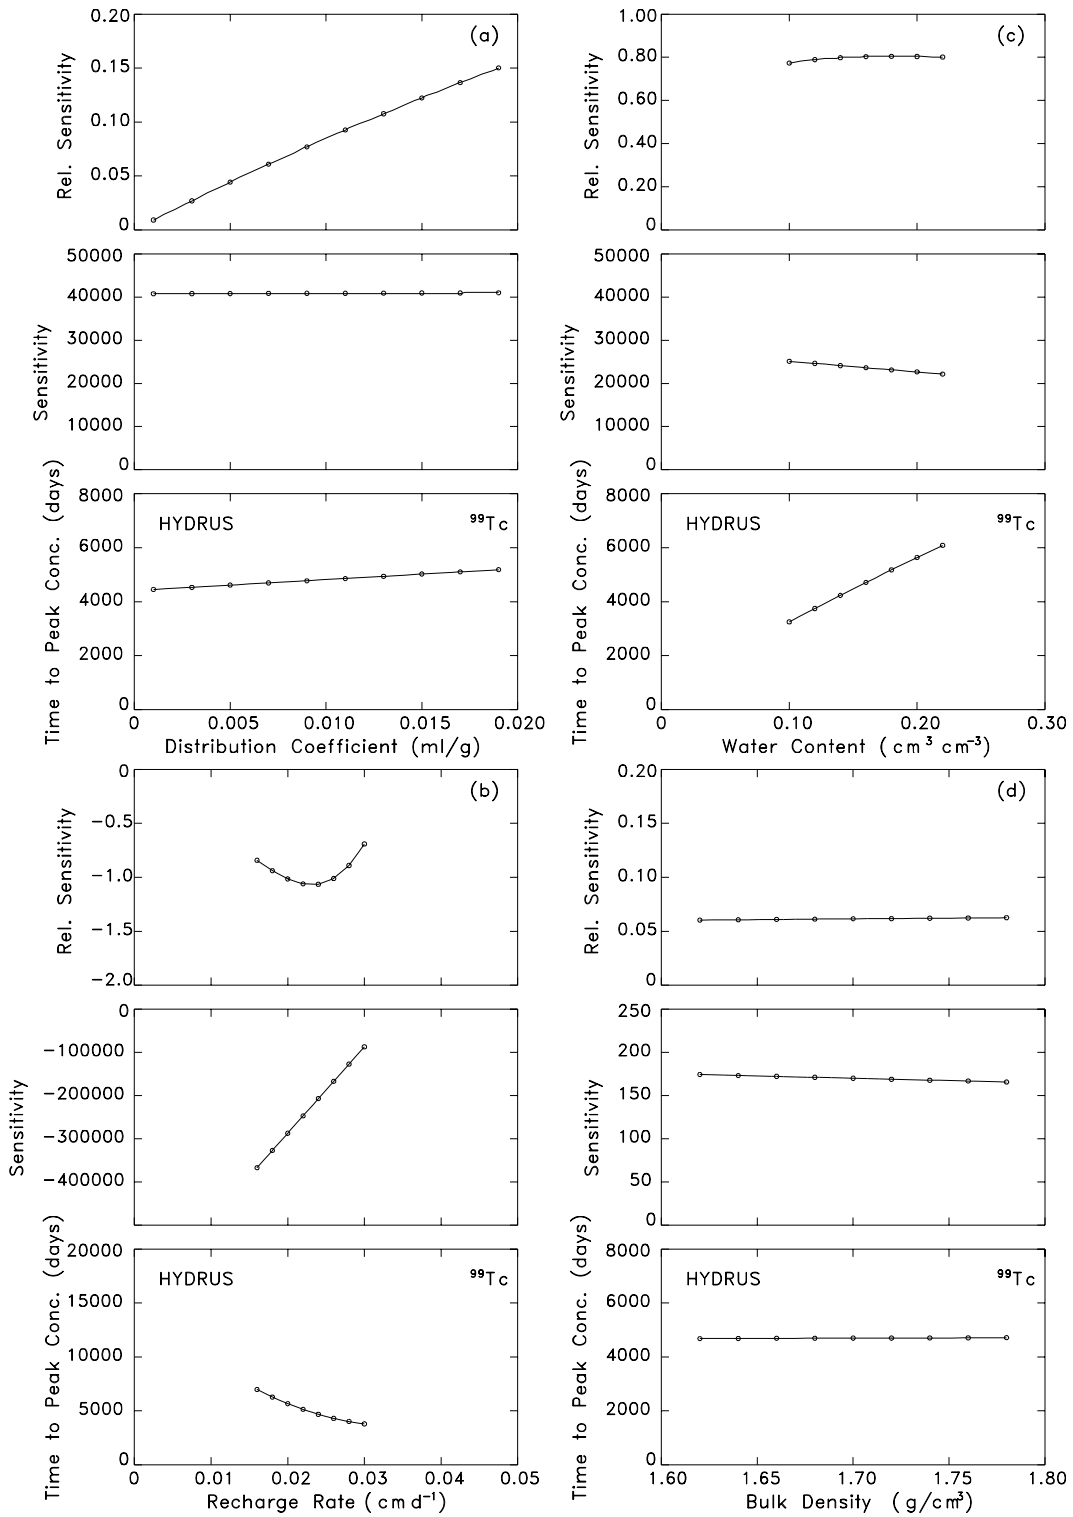 (a)
Rel. Sensitivity
0.20
0.15
0.10
0.05
0
Sensitivity
50000
40000
30000
20000
10000
0
Time to Peak Conc. (days)
8000
6000
4000
2000
0
HYDRUS
⁹⁹Tc
0 0.005 0.010 0.015 0.020
Distribution Coefficient (ml/g)
(c)
Rel. Sensitivity
1.00
0.80
0.60
0.40
0.20
0
Sensitivity
50000
40000
30000
20000
10000
0
Time to Peak Conc. (days)
8000
6000
4000
2000
0
HYDRUS
⁹⁹Tc
0 0.10 0.20 0.30
Water Content (cm³ cm⁻³)
(b)
Rel. Sensitivity
0
−0.5
−1.0
−1.5
−2.0
Sensitivity
0
−100000
−200000
−300000
−400000
Time to Peak Conc. (days)
20000
15000
10000
5000
0
HYDRUS
⁹⁹Tc
0 0.01 0.02 0.03 0.04 0.05
Recharge Rate (cm d⁻¹)
(d)
Rel. Sensitivity
0.20
0.15
0.10
0.05
0
Sensitivity
250
200
150
100
50
0
Time to Peak Conc. (days)
8000
6000
4000
2000
0
HYDRUS
⁹⁹Tc
1.60 1.65 1.70 1.75 1.80
Bulk Density (g/cm³)